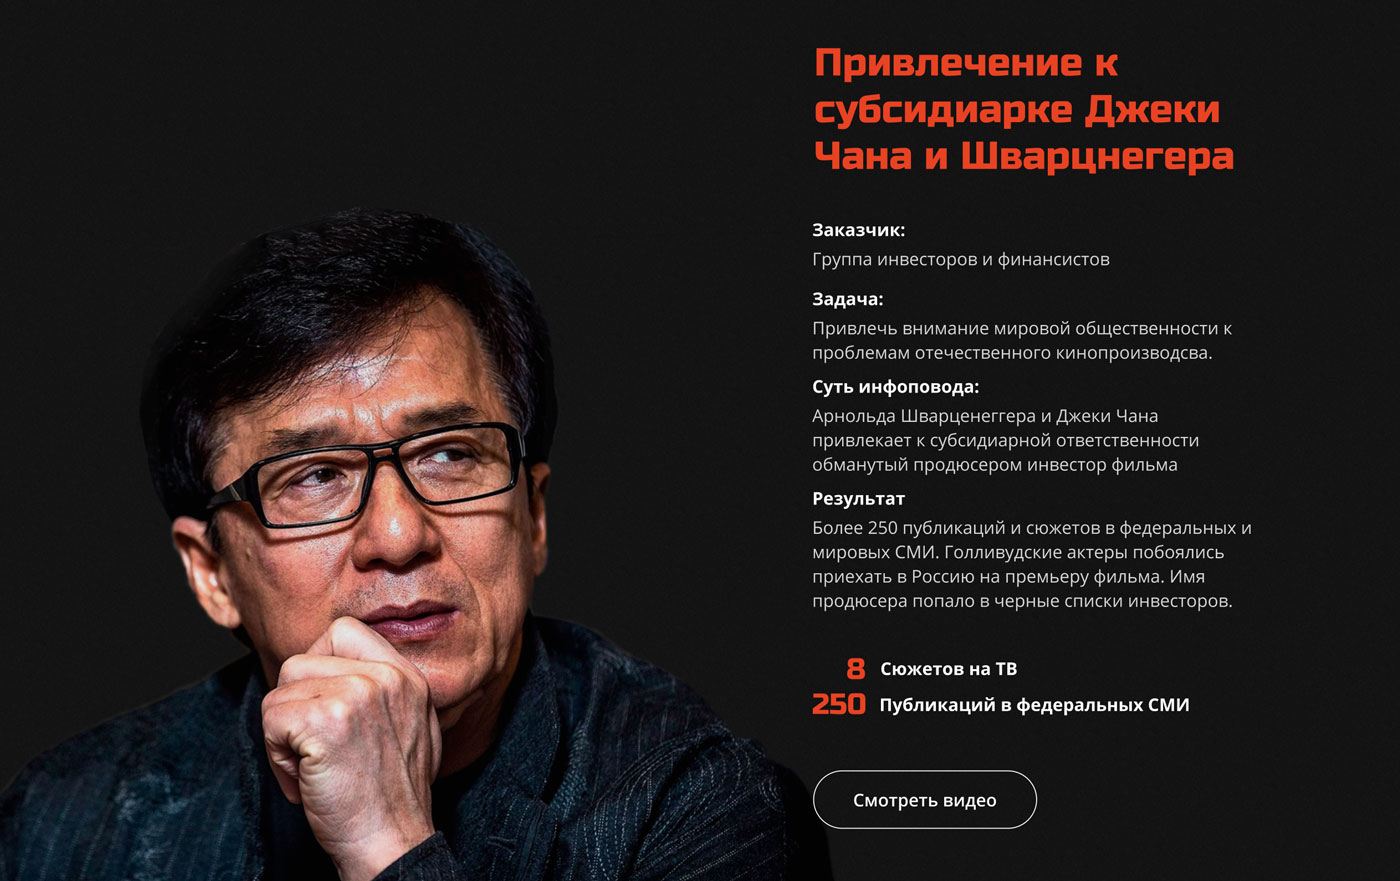 Привлечение к
субсидиарке Джеки
Чана и Шварцнегера
Заказчик:
Группа инвесторов и финансистов
Задача:
Привлечь внимание мировой общественности к
проблемам отечественного кинопроизводсва.
Суть инфоповода:
Арнольда Шварценеггера и Джеки Чана
привлекает к субсидиарной ответственности
обманутый продюсером инвестор фильма
Результат
Более 250 публикаций и сюжетов в федеральных и
мировых СМИ. Голливудские актеры побоялись
приехать в Россию на премьеру фильма. Имя
продюсера попало в черные списки инвесторов.
8 Сюжетов на ТВ
250 Публикаций в федеральных СМИ
Смотреть видео